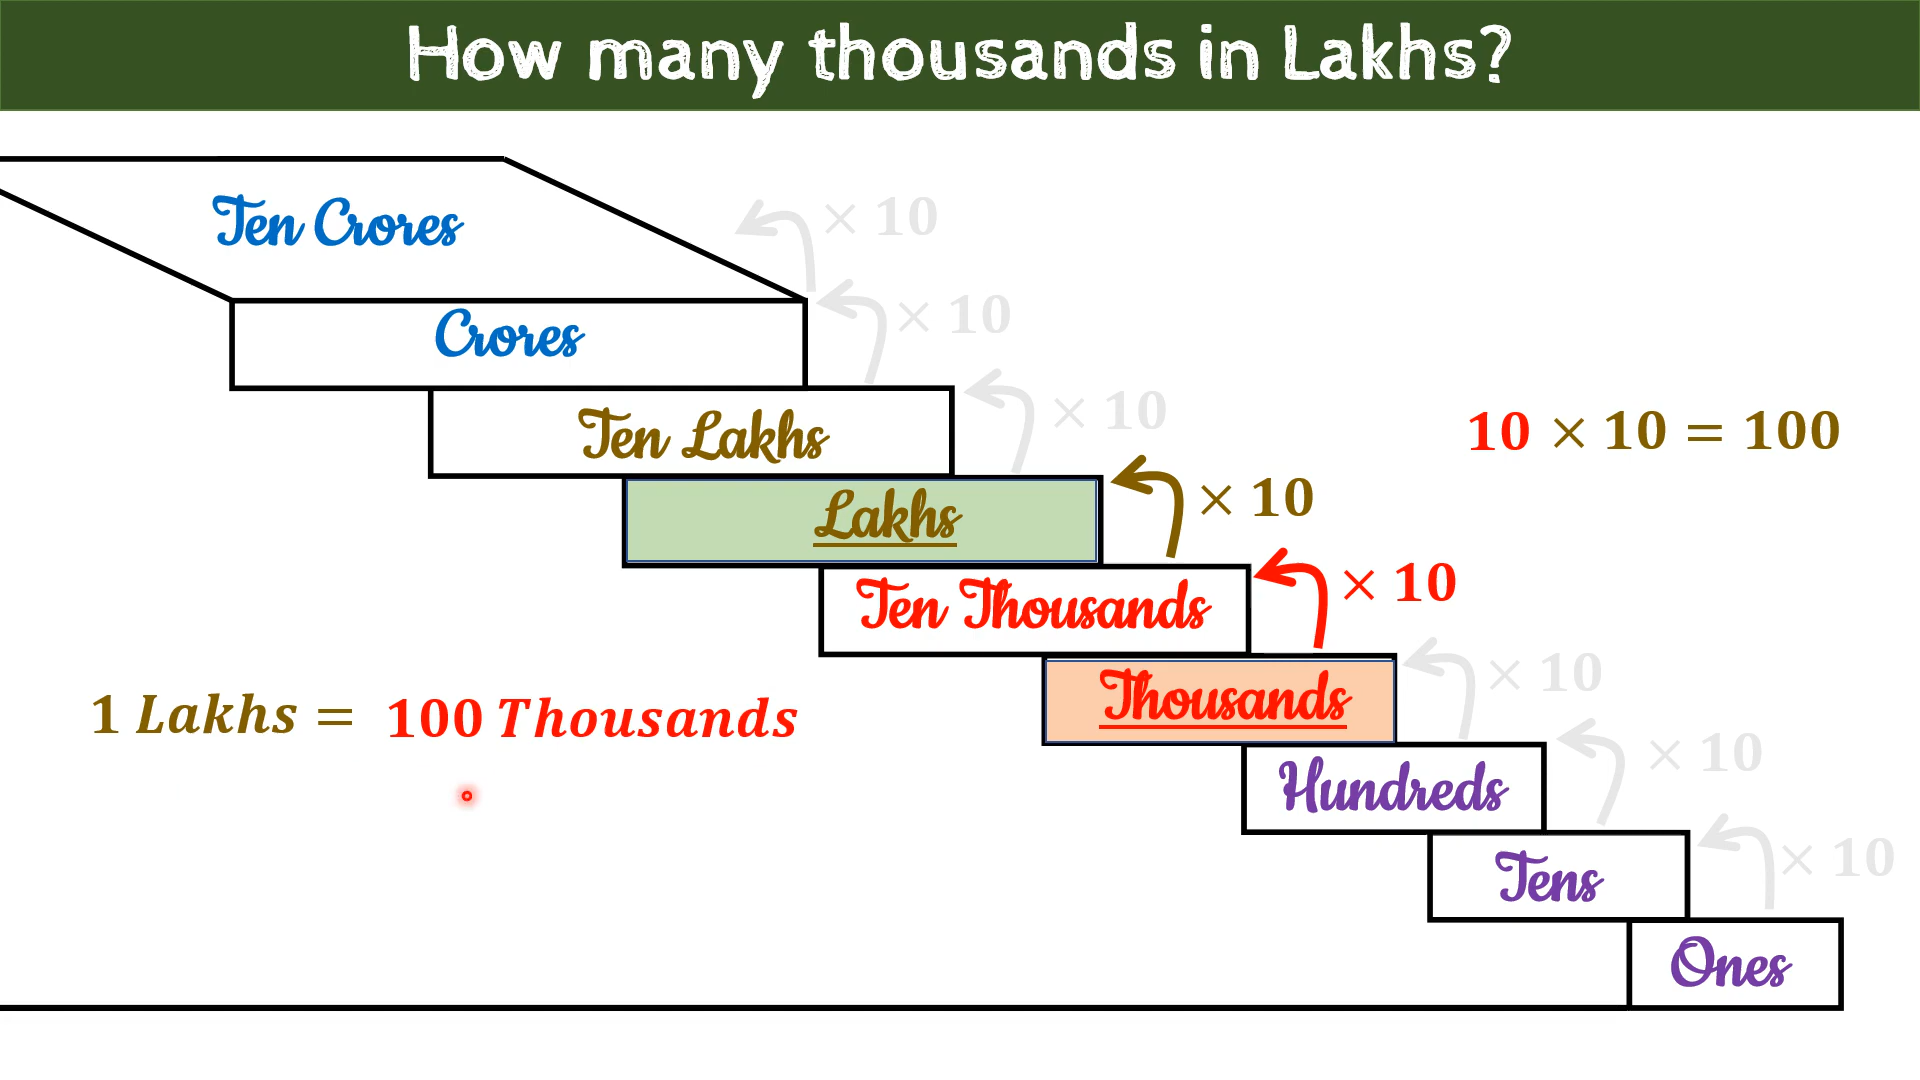 How many thousands in Lakhs?
Ten Crores
× 10
Crores
× 10
Ten Lakhs
× 10
10 × 10 = 100
Lakhs
× 10
Ten Thousands
× 10
Thousands
× 10
1 Lakhs = 100 Thousands
Hundreds
× 10
Tens
× 10
Ones